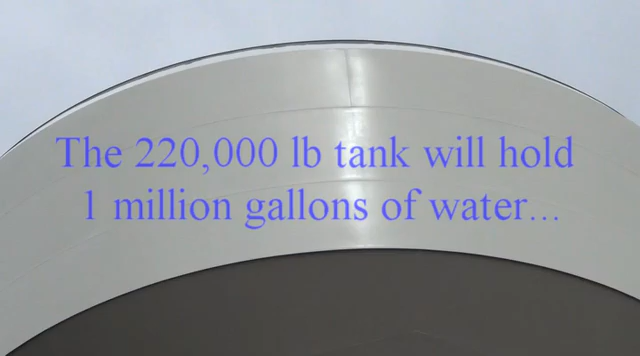 The 220,000 lb tank will hold
1 million gallons of water...